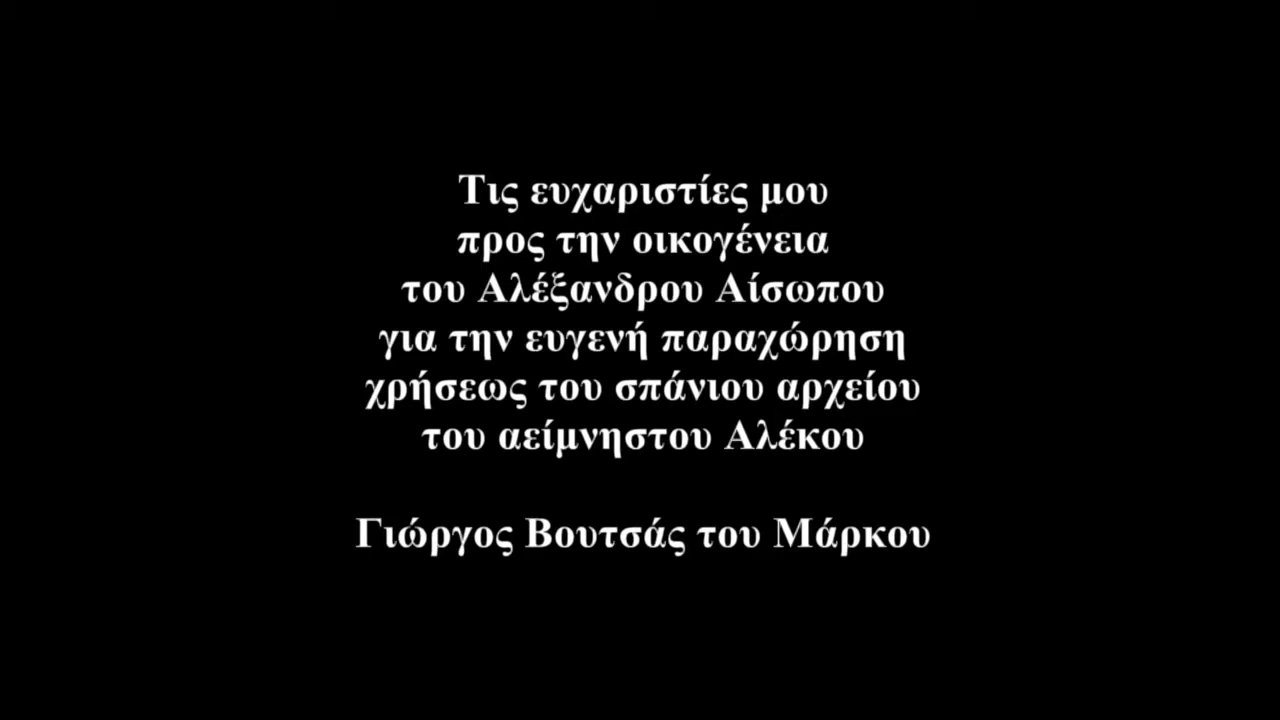 Τις ευχαριστίες μου
προς την οικογένεια
του Αλέξανδρου Αίσωπου
για την ευγενή παραχώρηση
χρήσεως του σπάνιου αρχείου
του αείμνηστου Αλέκου
Γιώργος Βουτσάς του Μάρκου